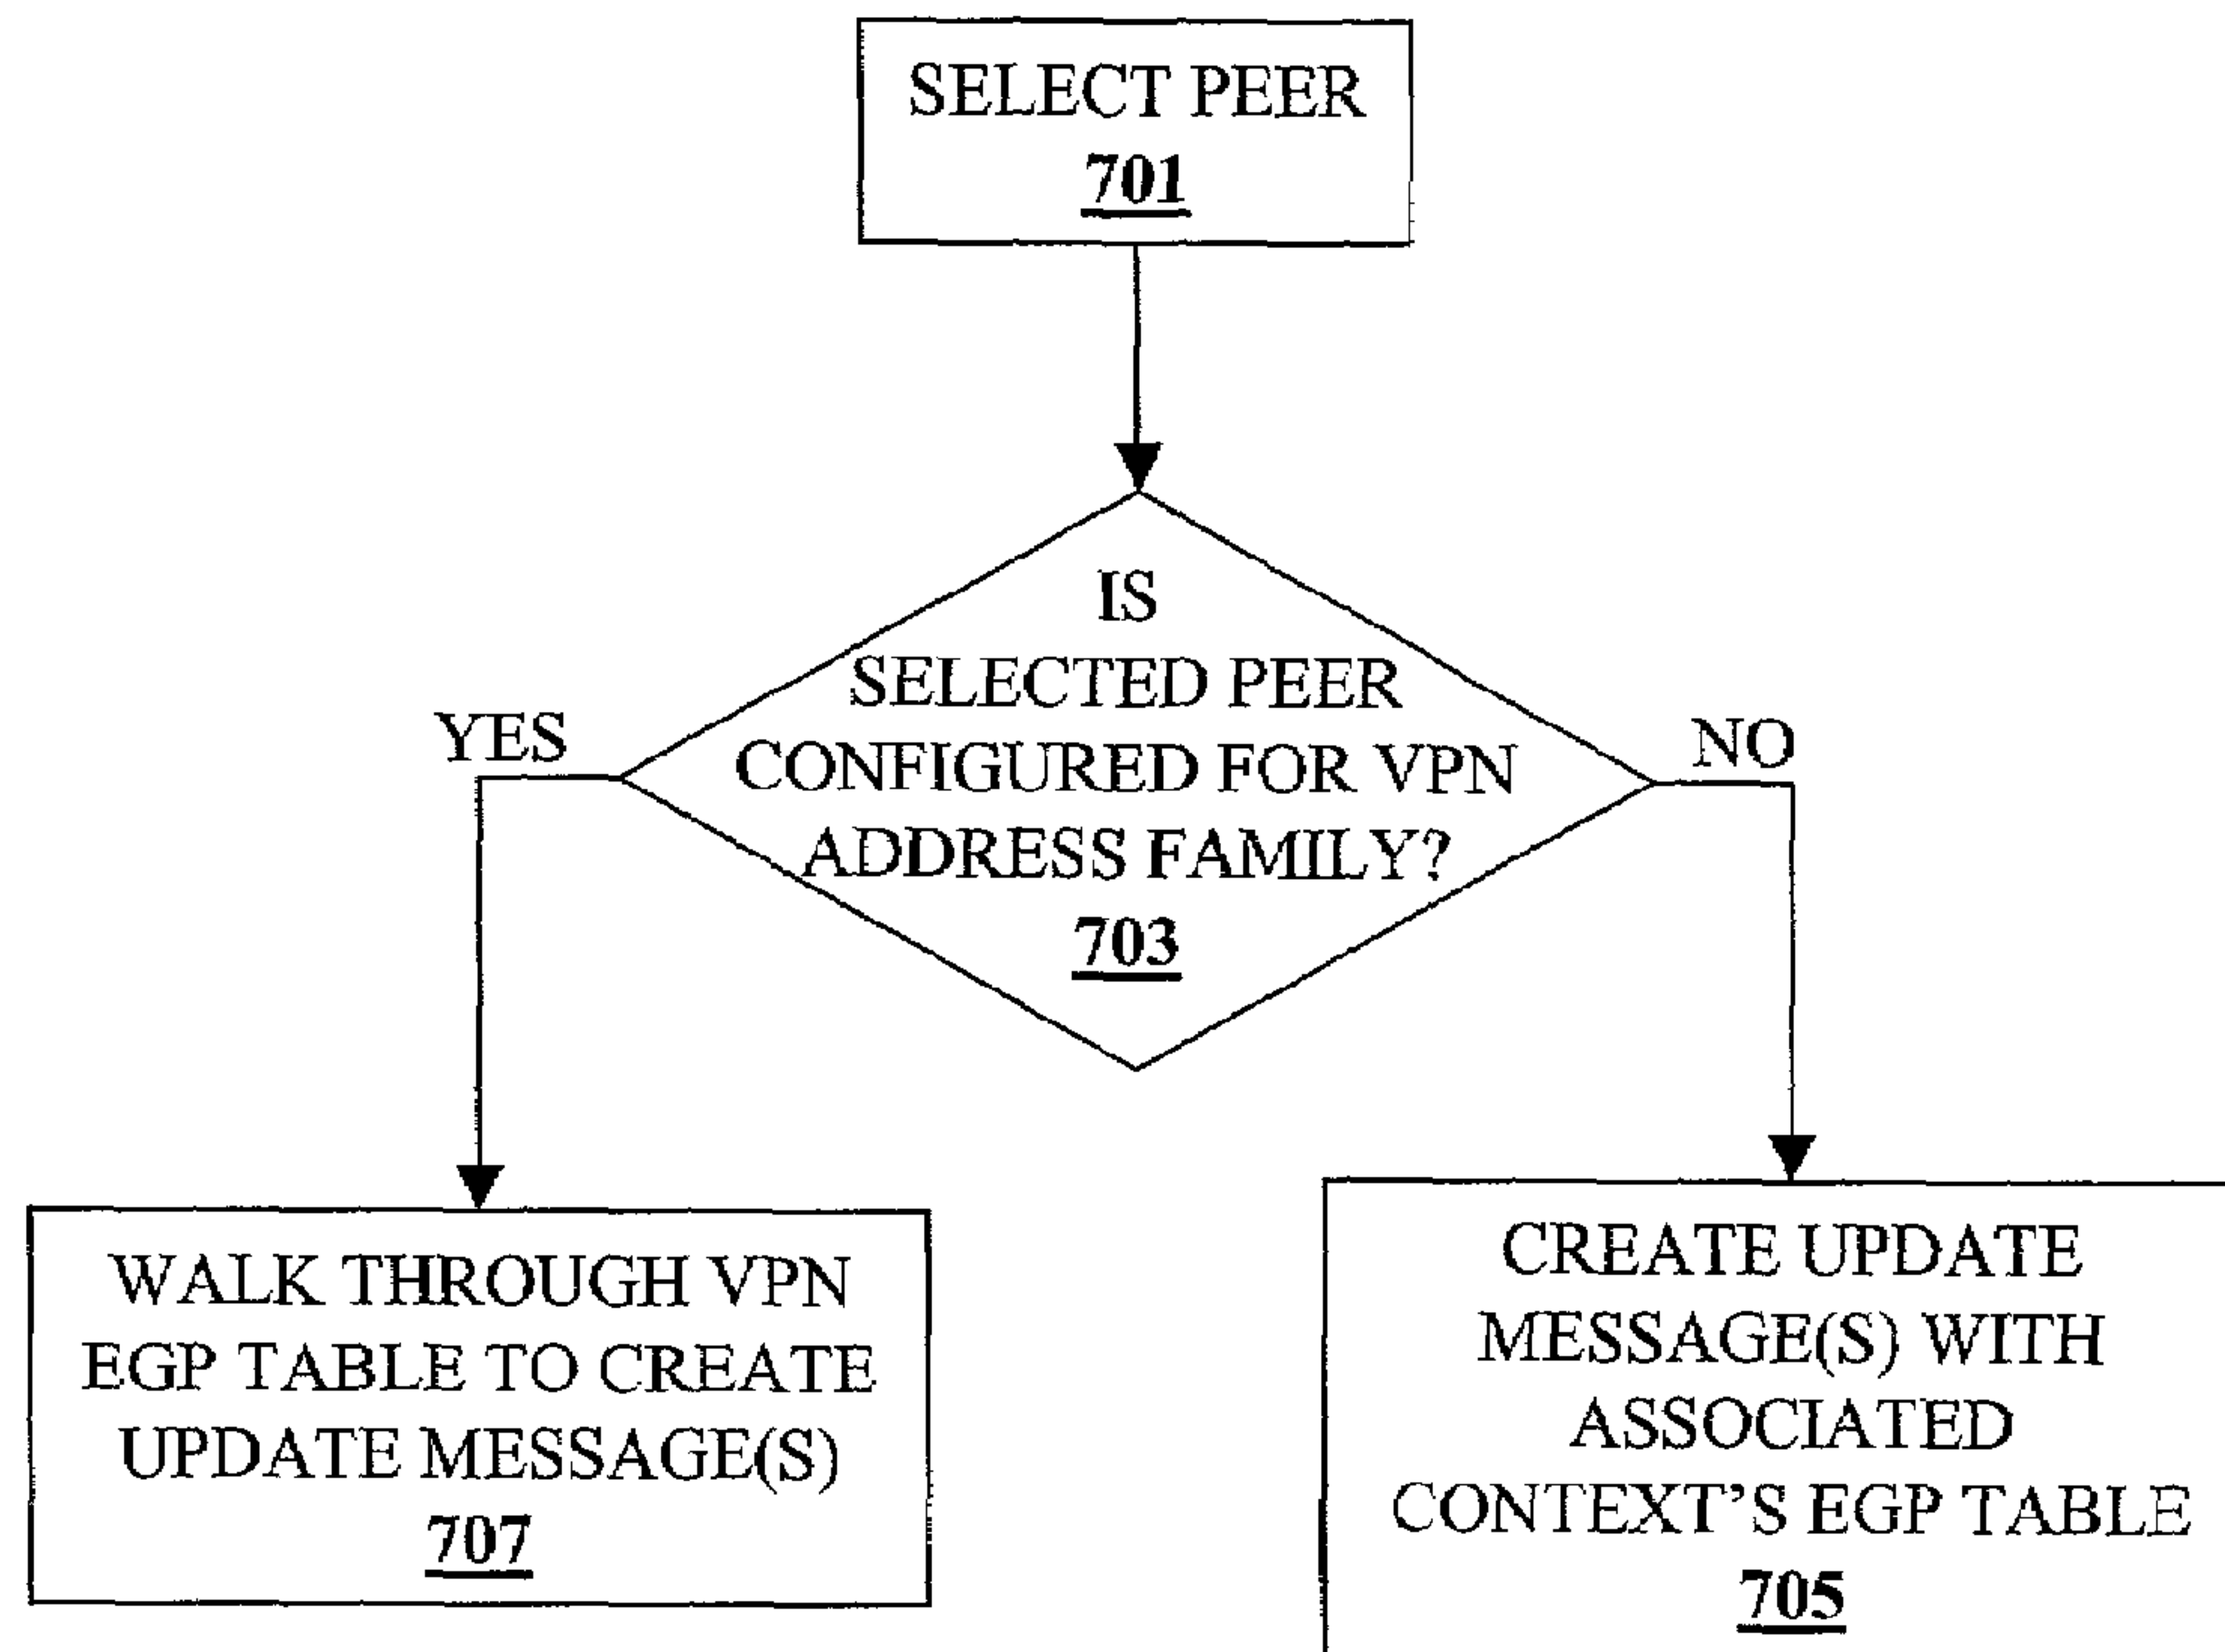 SELECT PEER
701
IS
SELECTED PEER
CONFIGURED FOR VPN
ADDRESS FAMILY?
703
YES
NO
WALK THROUGH VPN
EGP TABLE TO CREATE
UPDATE MESSAGE(S)
707
CREATE UPDATE
MESSAGE(S) WITH
ASSOCIATED
CONTEXT'S EGP TABLE
705